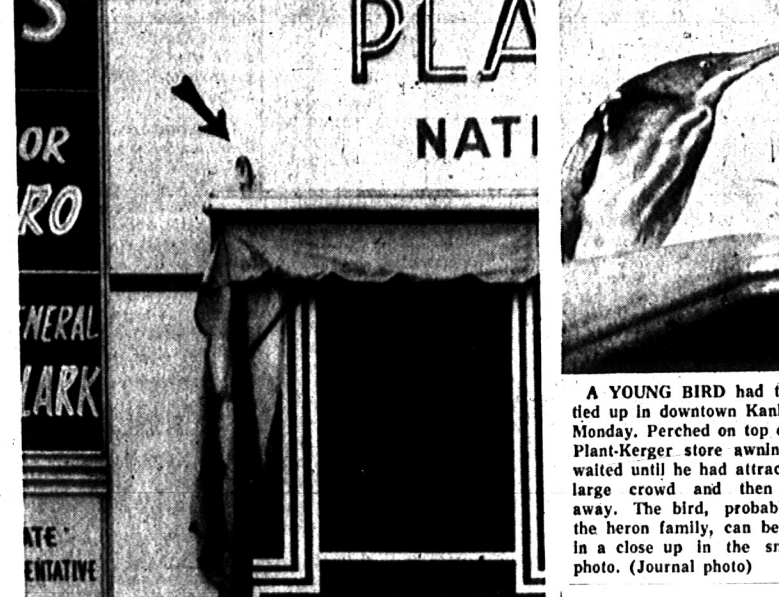 S
OR
RO
NERAL
LARK
ATE
ENTATIVE
PLA
NATI
A YOUNG BIRD had t
tied up in downtown Kan
Monday. Perched on top
Plant-Kerger store awnin
waited until he had attrac
large crowd and then
away. The bird, probab
the heron family, can be
in a close up in the sm
photo. (Journal photo)